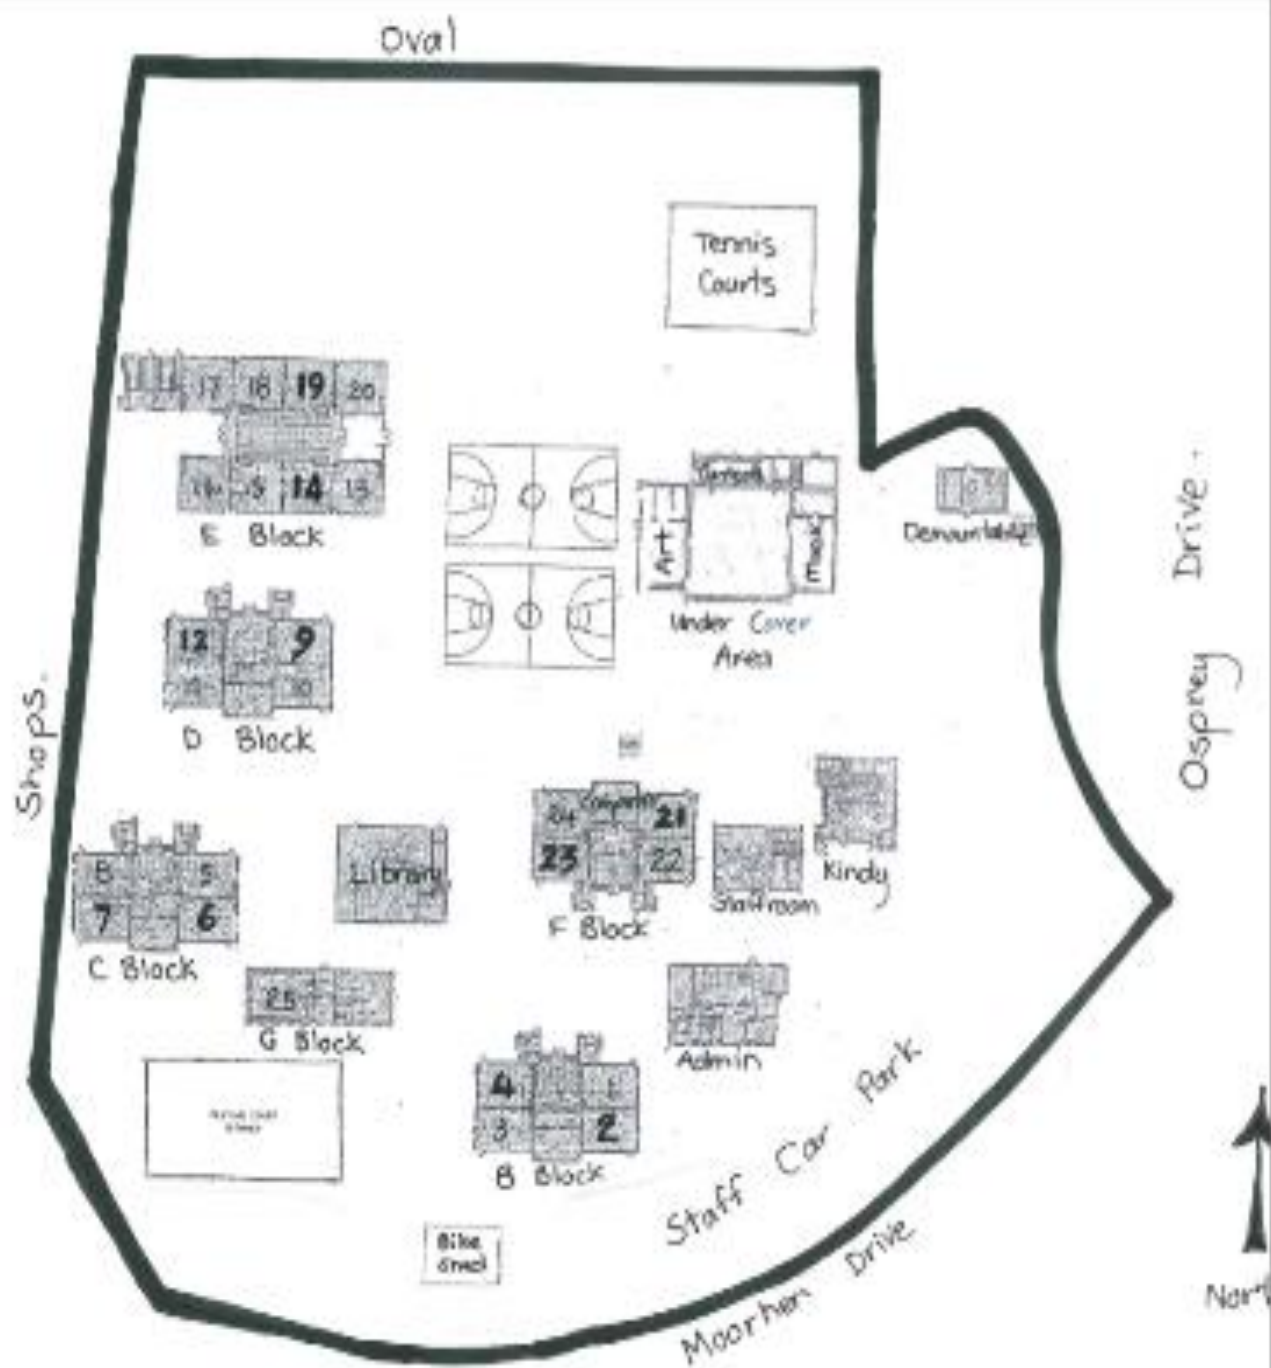 Oval
Tennis
Courts
17 18 19 20
14 13
E Block
Art
Music
Under Cover
Area
Demountable
Osprey Drive.
12 9
10
D Block
Shops.
24 Computer 21
23 22
F Block
Library
Staffroom
Kindy
8 5
7 6
C Block
25
G Block
Admin
4 1
3 2
B Block
Staff Car Park
Bike
Shed
Moorhen Drive
North